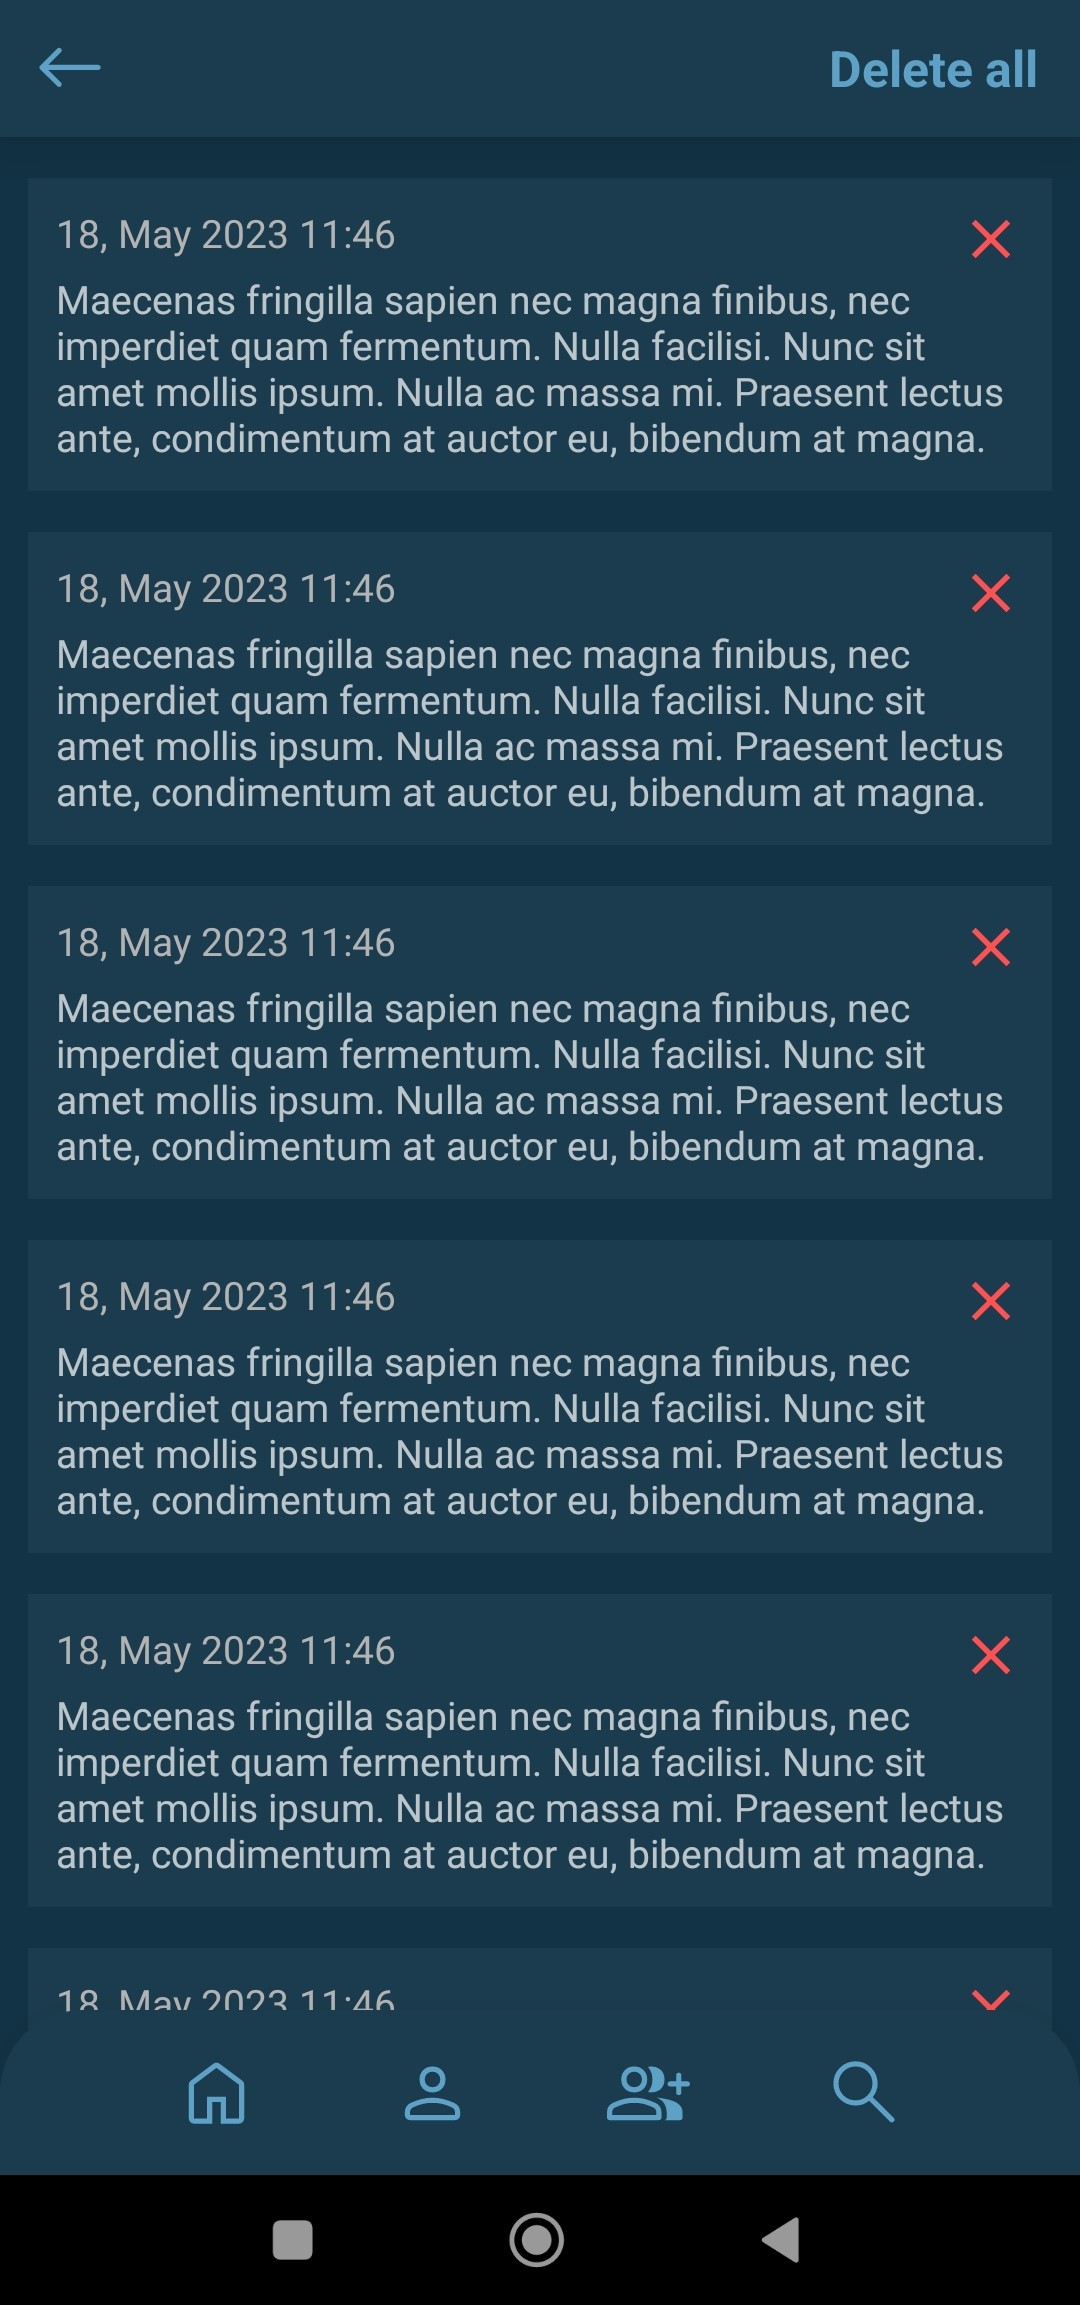 Delete all
18, May 2023 11:46
Maecenas fringilla sapien nec magna finibus, nec
imperdiet quam fermentum. Nulla facilisi. Nunc sit
amet mollis ipsum. Nulla ac massa mi. Praesent lectus
ante, condimentum at auctor eu, bibendum at magna.
18, May 2023 11:46
Maecenas fringilla sapien nec magna finibus, nec
imperdiet quam fermentum. Nulla facilisi. Nunc sit
amet mollis ipsum. Nulla ac massa mi. Praesent lectus
ante, condimentum at auctor eu, bibendum at magna.
18, May 2023 11:46
Maecenas fringilla sapien nec magna finibus, nec
imperdiet quam fermentum. Nulla facilisi. Nunc sit
amet mollis ipsum. Nulla ac massa mi. Praesent lectus
ante, condimentum at auctor eu, bibendum at magna.
18, May 2023 11:46
Maecenas fringilla sapien nec magna finibus, nec
imperdiet quam fermentum. Nulla facilisi. Nunc sit
amet mollis ipsum. Nulla ac massa mi. Praesent lectus
ante, condimentum at auctor eu, bibendum at magna.
18, May 2023 11:46
Maecenas fringilla sapien nec magna finibus, nec
imperdiet quam fermentum. Nulla facilisi. Nunc sit
amet mollis ipsum. Nulla ac massa mi. Praesent lectus
ante, condimentum at auctor eu, bibendum at magna.
18, May 2023 11:46